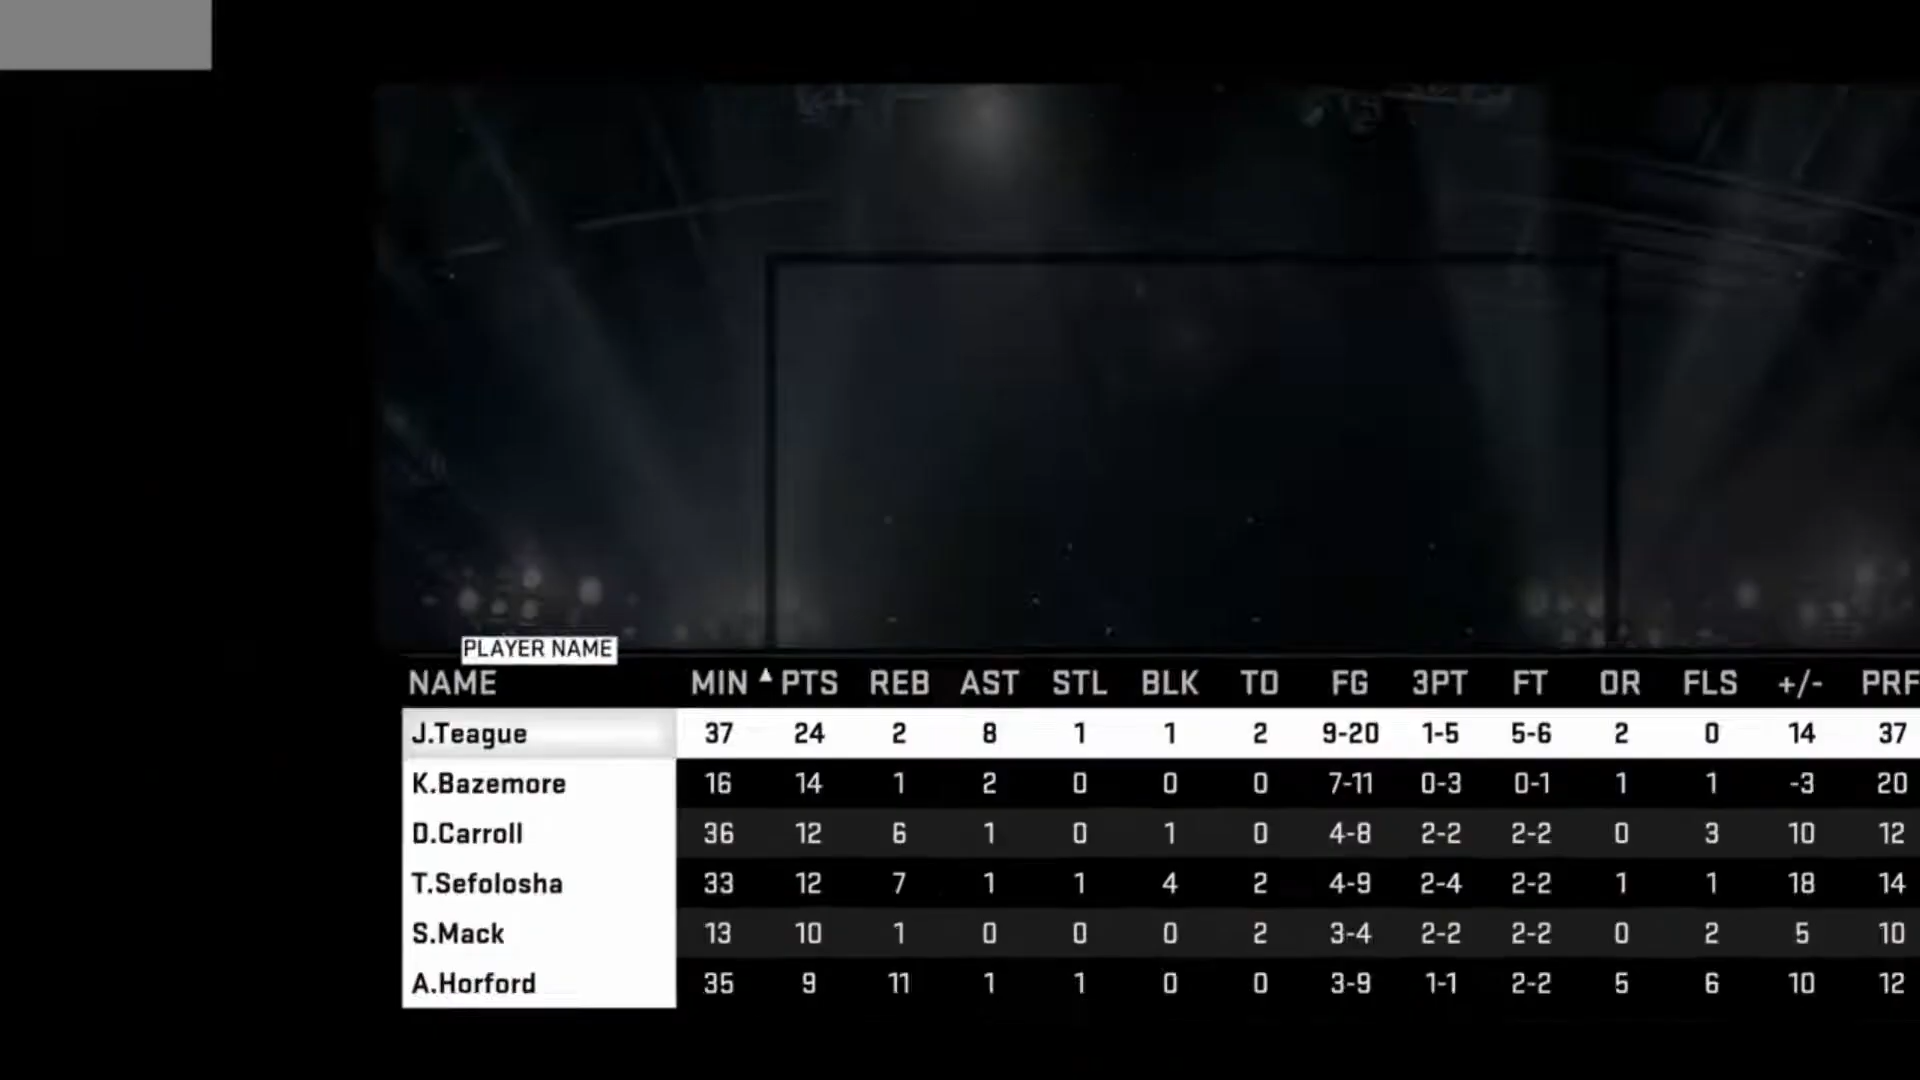 PLAYER NAME
NAME MIN ▲ PTS REB AST STL BLK TO FG 3PT FT OR FLS +/- PRF
J.Teague 37 24 2 8 1 1 2 9-20 1-5 5-6 2 0 14 37
K.Bazemore 16 14 1 2 0 0 0 7-11 0-3 0-1 1 1 -3 20
D.Carroll 36 12 6 1 0 1 0 4-8 2-2 2-2 0 3 10 12
T.Sefolosha 33 12 7 1 1 4 2 4-9 2-4 2-2 1 1 18 14
S.Mack 13 10 1 0 0 0 2 3-4 2-2 2-2 0 2 5 10
A.Horford 35 9 11 1 1 0 0 3-9 1-1 2-2 5 6 10 12